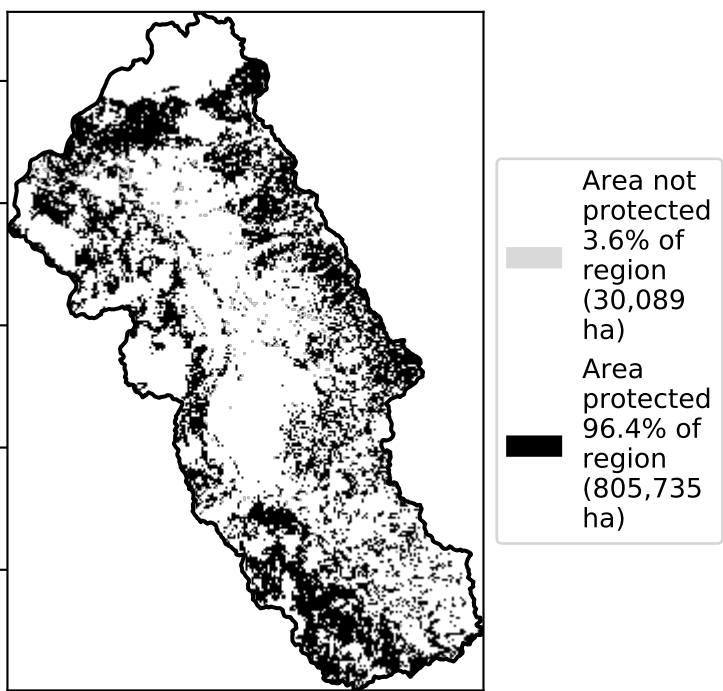 Area not
protected
3.6% of
region
(30,089
ha)
Area
protected
96.4% of
region
(805,735
ha)